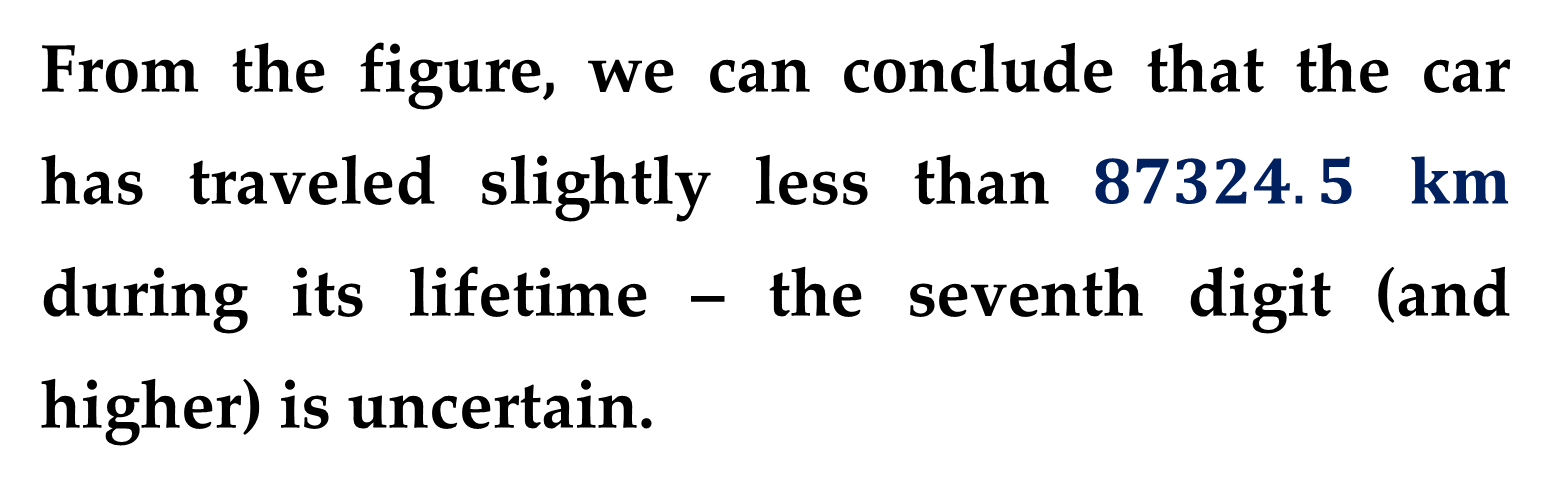 From the figure, we can conclude that the car
has traveled slightly less than 87324.5 km
during its lifetime – the seventh digit (and
higher) is uncertain.